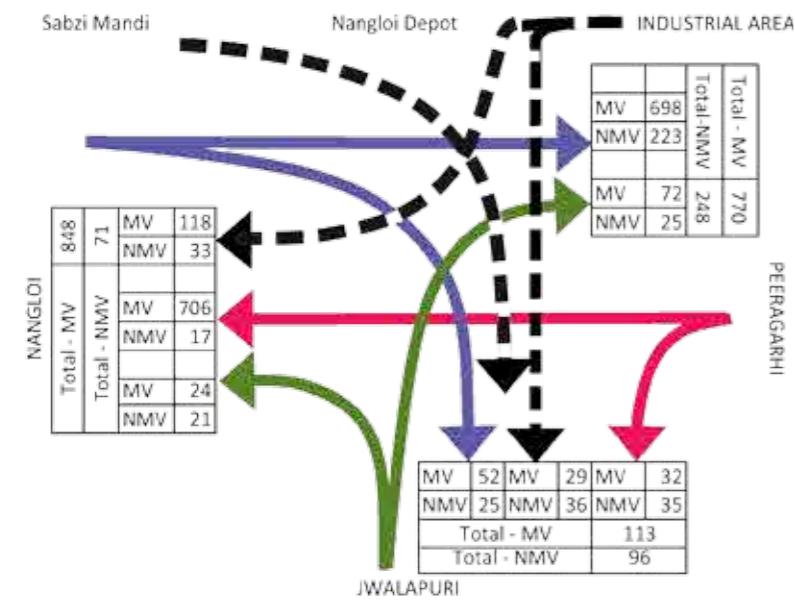 Sabzi Mandi Nangloi Depot INDUSTRIAL AREA
MV 698
NMV 223
MV 72
NMV 25
Total-NMV 248
Total - MV 770
NANGLOI
848 Total - MV
71 Total - NMV
MV 118
NMV 33
MV 706
NMV 17
MV 24
NMV 21
PEERAGARHI
MV 52 MV 29 MV 32
NMV 25 NMV 36 NMV 35
Total - MV 113
Total - NMV 96
JWALAPURI